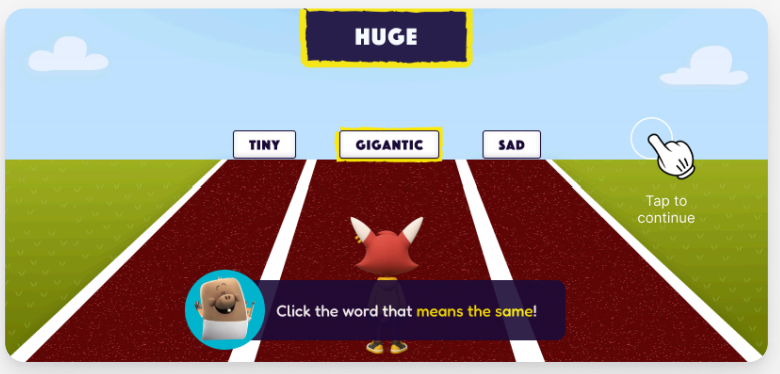 HUGE
TINY
GIGANTIC
SAD
Tap to
continue
Click the word that means the same!